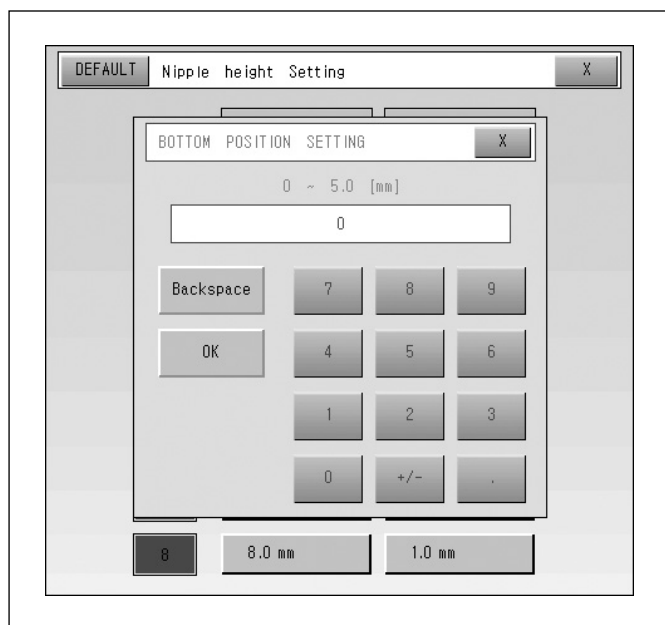 DEFAULT Nipple height Setting X
BOTTOM POSITION SETTING X
0 ~ 5.0 [mm]
0
Backspace 7 8 9
OK 4 5 6
1 2 3
0 +/- .
8 8.0 mm 1.0 mm